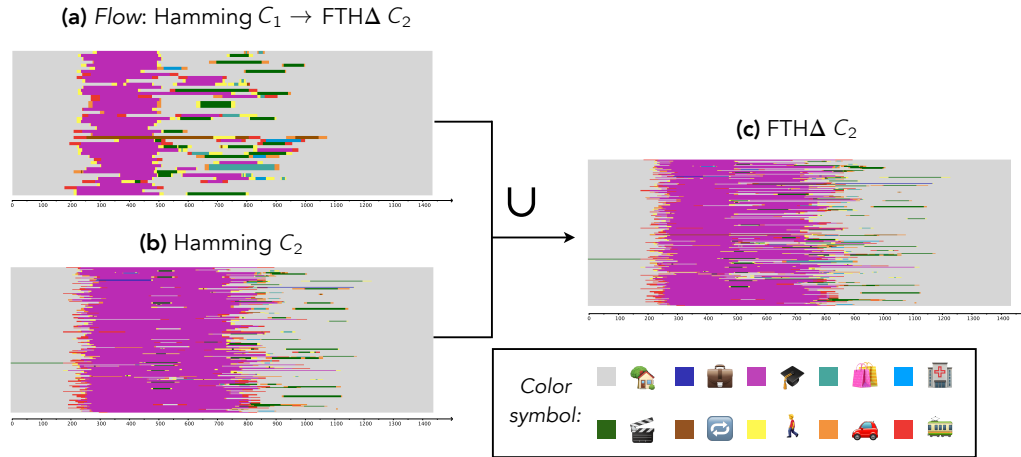 (a) Flow: Hamming C₁ → FTHΔ C₂
0 100 200 300 400 500 600 700 800 900 1000 1100 1200 1300 1400
(b) Hamming C₂
0 100 200 300 400 500 600 700 800 900 1000 1100 1200 1300 1400
∪
(c) FTHΔ C₂
0 100 200 300 400 500 600 700 800 900 1000 1100 1200 1300 1400
Color
symbol: